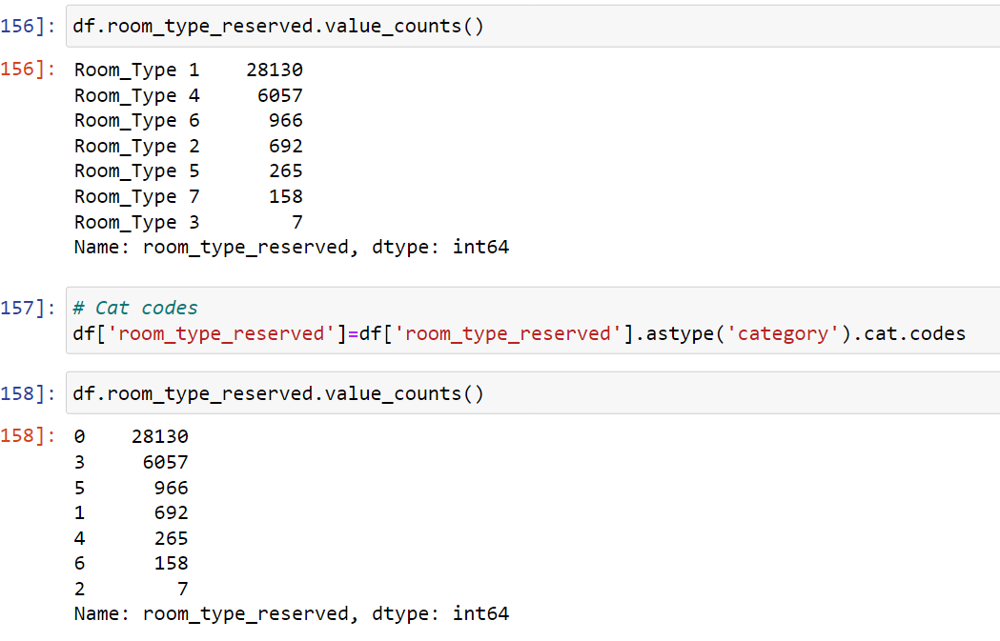 156]: df.room_type_reserved.value_counts()
156]: Room_Type 1    28130
Room_Type 4     6057
Room_Type 6      966
Room_Type 2      692
Room_Type 5      265
Room_Type 7      158
Room_Type 3        7
Name: room_type_reserved, dtype: int64
157]: # Cat codes
df['room_type_reserved']=df['room_type_reserved'].astype('category').cat.codes
158]: df.room_type_reserved.value_counts()
158]: 0    28130
3     6057
5      966
1      692
4      265
6      158
2        7
Name: room_type_reserved, dtype: int64